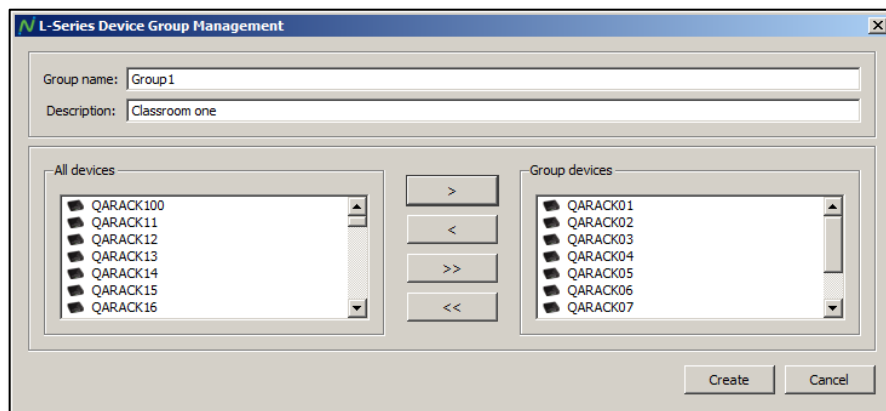 L-Series Device Group Management
Group name: Group1
Description: Classroom one
All devices
QARACK100
QARACK11
QARACK12
QARACK13
QARACK14
QARACK15
QARACK16
>
<
>>
<<
Group devices
QARACK01
QARACK02
QARACK03
QARACK04
QARACK05
QARACK06
QARACK07
Create Cancel